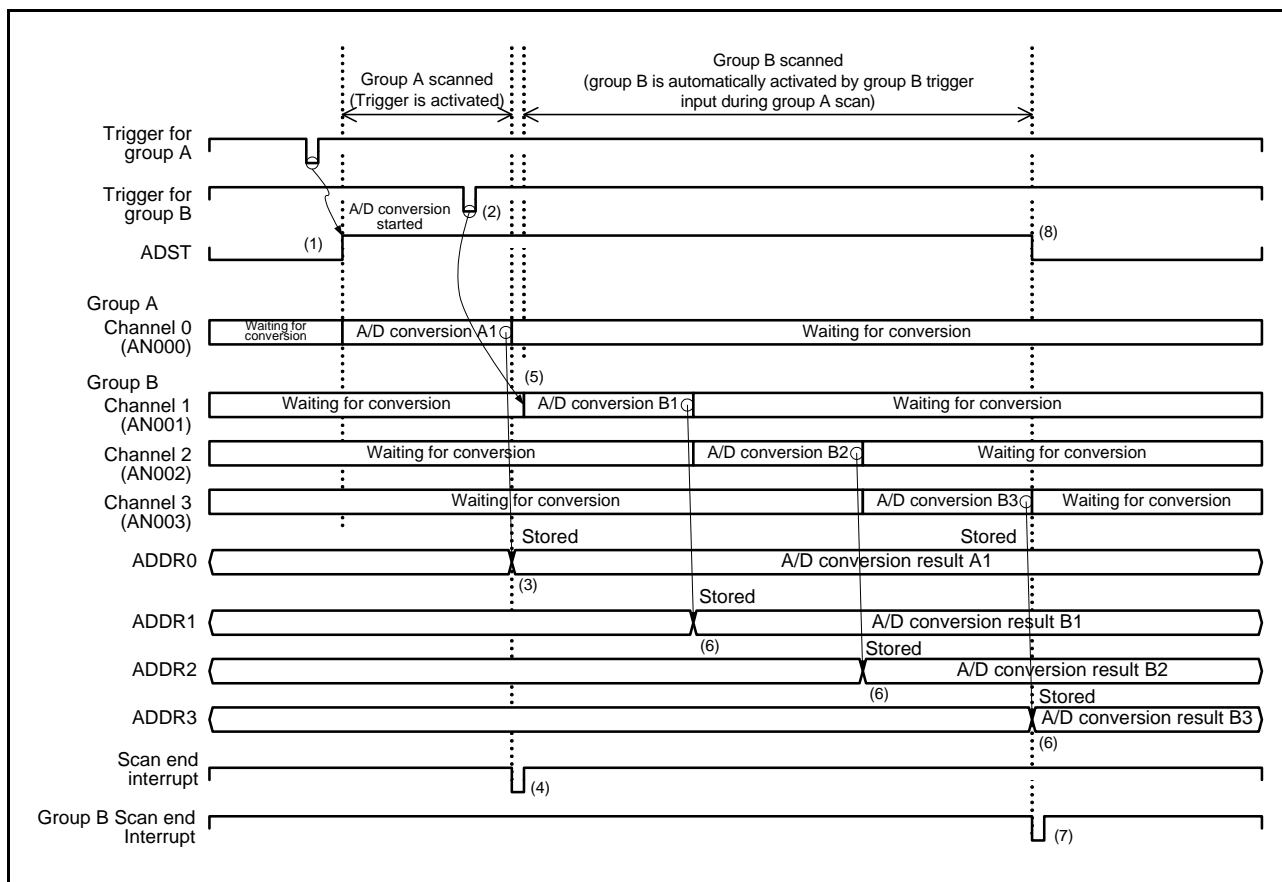 Group A scanned
(Trigger is activated)
Group B scanned
(group B is automatically activated by group B trigger
input during group A scan)
Trigger for
group A
Trigger for
group B
A/D conversion
started
(2)
ADST
(1)
(8)
Group A
Channel 0
(AN000)
Waiting for
conversion
A/D conversion A1
Waiting for conversion
Group B
(5)
Channel 1
(AN001)
Waiting for conversion
A/D conversion B1
Waiting for conversion
Channel 2
(AN002)
Waiting for conversion
A/D conversion B2
Waiting for conversion
Channel 3
(AN003)
Waiting for conversion
A/D conversion B3
Waiting for conversion
Stored
Stored
ADDR0
A/D conversion result A1
(3)
Stored
ADDR1
A/D conversion result B1
(6)
Stored
ADDR2
A/D conversion result B2
(6)
Stored
ADDR3
A/D conversion result B3
(6)
Scan end
interrupt
(4)
Group B Scan end
Interrupt
(7)